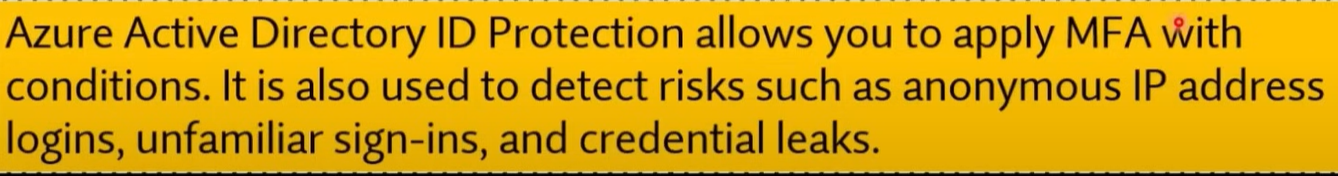 Azure Active Directory ID Protection allows you to apply MFA with
conditions. It is also used to detect risks such as anonymous IP address
logins, unfamiliar sign-ins, and credential leaks.